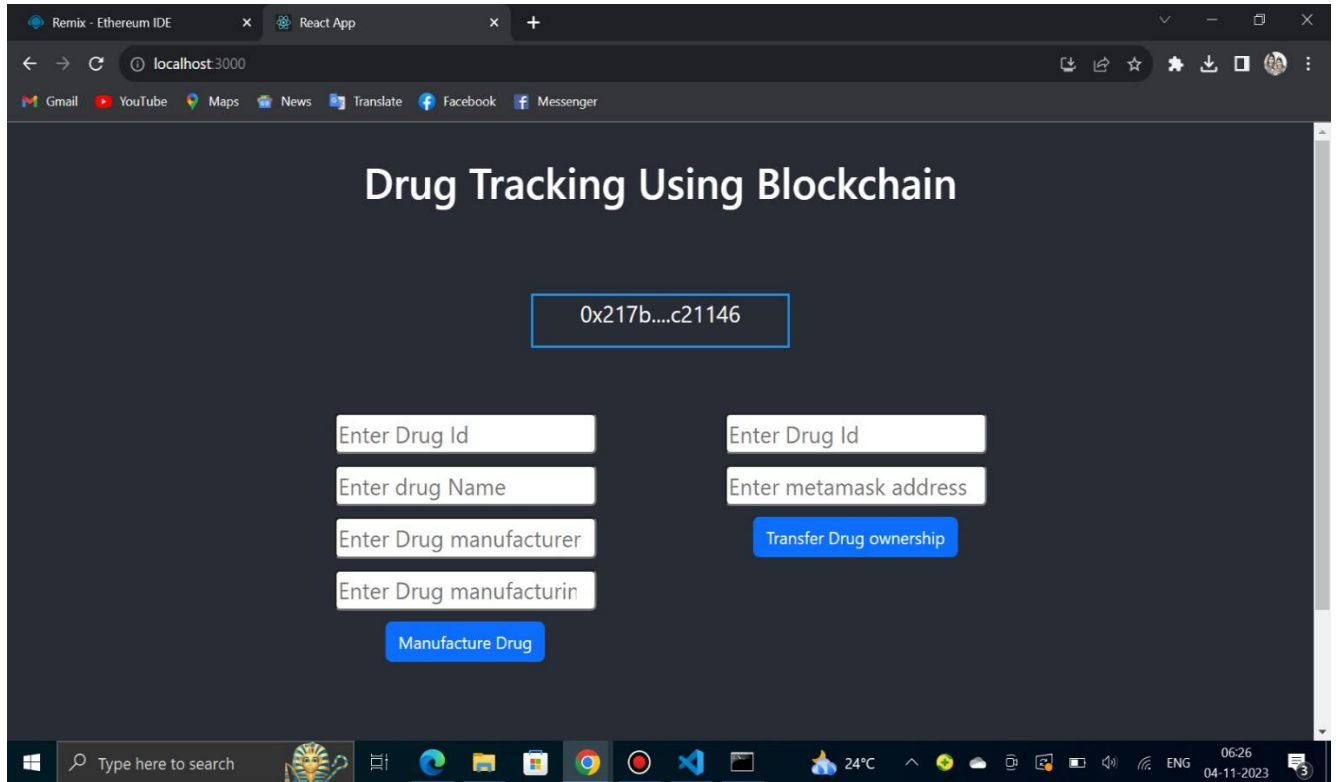 Remix - Ethereum IDE
React App
localhost:3000
Gmail YouTube Maps News Translate Facebook Messenger
Drug Tracking Using Blockchain
0x217b....c21146
Enter Drug Id
Enter drug Name
Enter Drug manufacturer
Enter Drug manufacturin
Manufacture Drug
Enter Drug Id
Enter metamask address
Transfer Drug ownership
Type here to search
24°C
ENG
06:26
04-11-2023
3